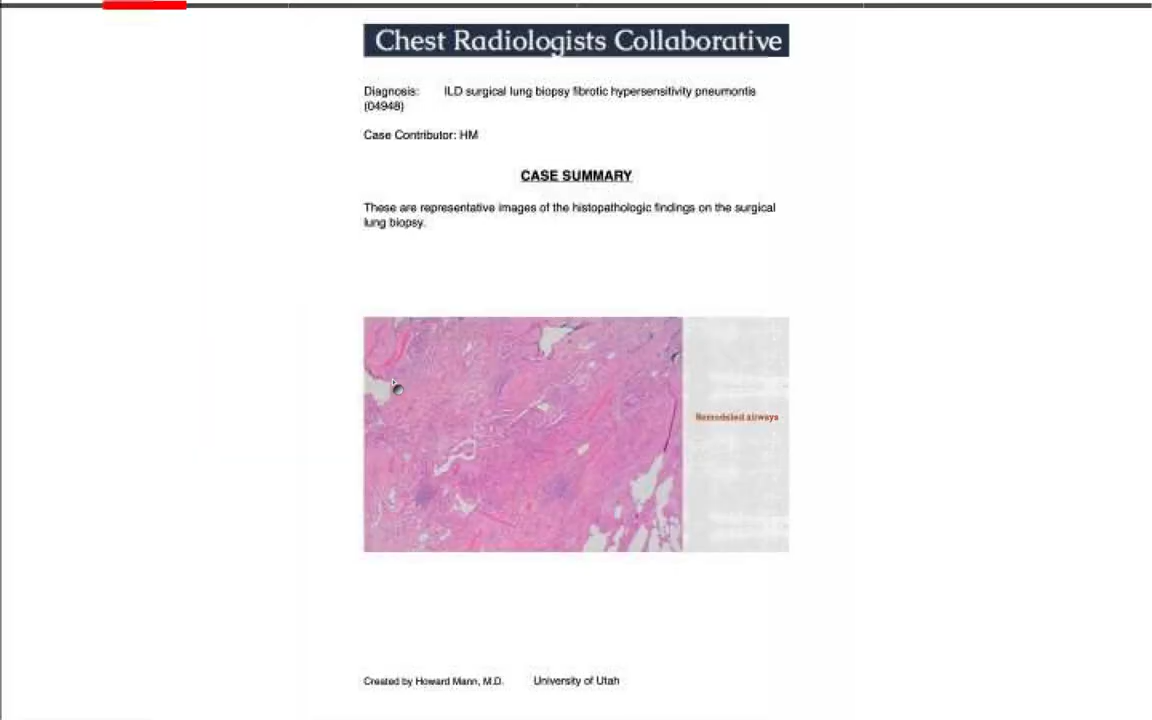 Chest Radiologists Collaborative
Diagnosis: ILD surgical lung biopsy fibrotic hypersensitivity pneumontis
(04948)
Case Contributor: HM
CASE SUMMARY
These are representative images of the histopathologic findings on the surgical
lung biopsy.
Remodeled airways
Created by Howard Mann, M.D. University of Utah